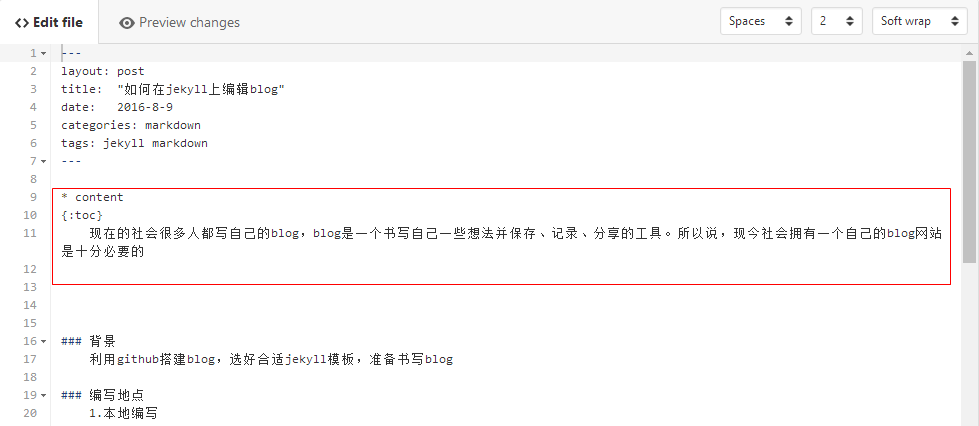 Edit file Preview changes Spaces 2 Soft wrap
1 ---
2 layout: post
3 title:  "如何在jekyll上编辑blog"
4 date:   2016-8-9
5 categories: markdown
6 tags: jekyll markdown
7 ---
8
9 * content
10 {:toc}
11     现在的社会很多人都写自己的blog，blog是一个书写自己一些想法并保存、记录、分享的工具。所以说，现今社会拥有一个自己的blog网站
是十分必要的
12
13
14
15
16 ### 背景
17     利用github搭建blog，选好合适jekyll模板，准备书写blog
18
19 ### 编写地点
20     1.本地编写